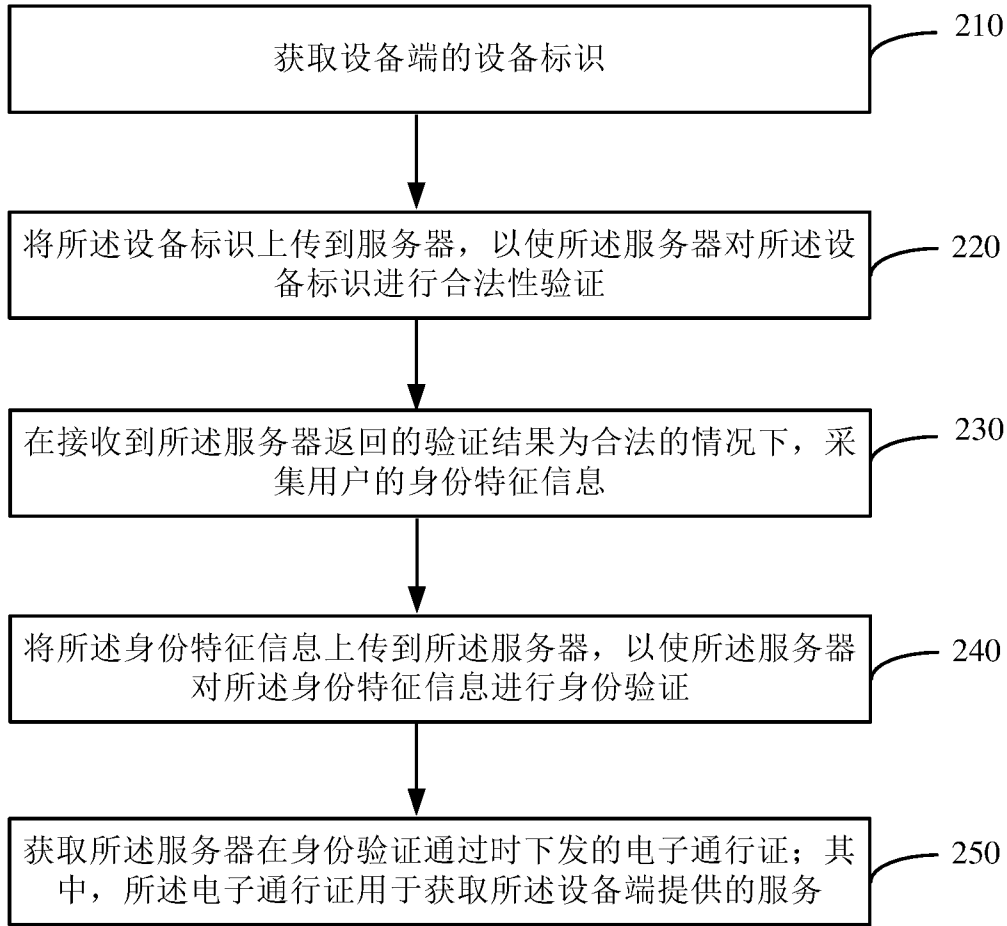 获取设备端的设备标识
210
将所述设备标识上传到服务器，以使所述服务器对所述设
备标识进行合法性验证
220
在接收到所述服务器返回的验证结果为合法的情况下，采
集用户的身份特征信息
230
将所述身份特征信息上传到所述服务器，以使所述服务器
对所述身份特征信息进行身份验证
240
获取所述服务器在身份验证通过时下发的电子通行证；其
中，所述电子通行证用于获取所述设备端提供的服务
250